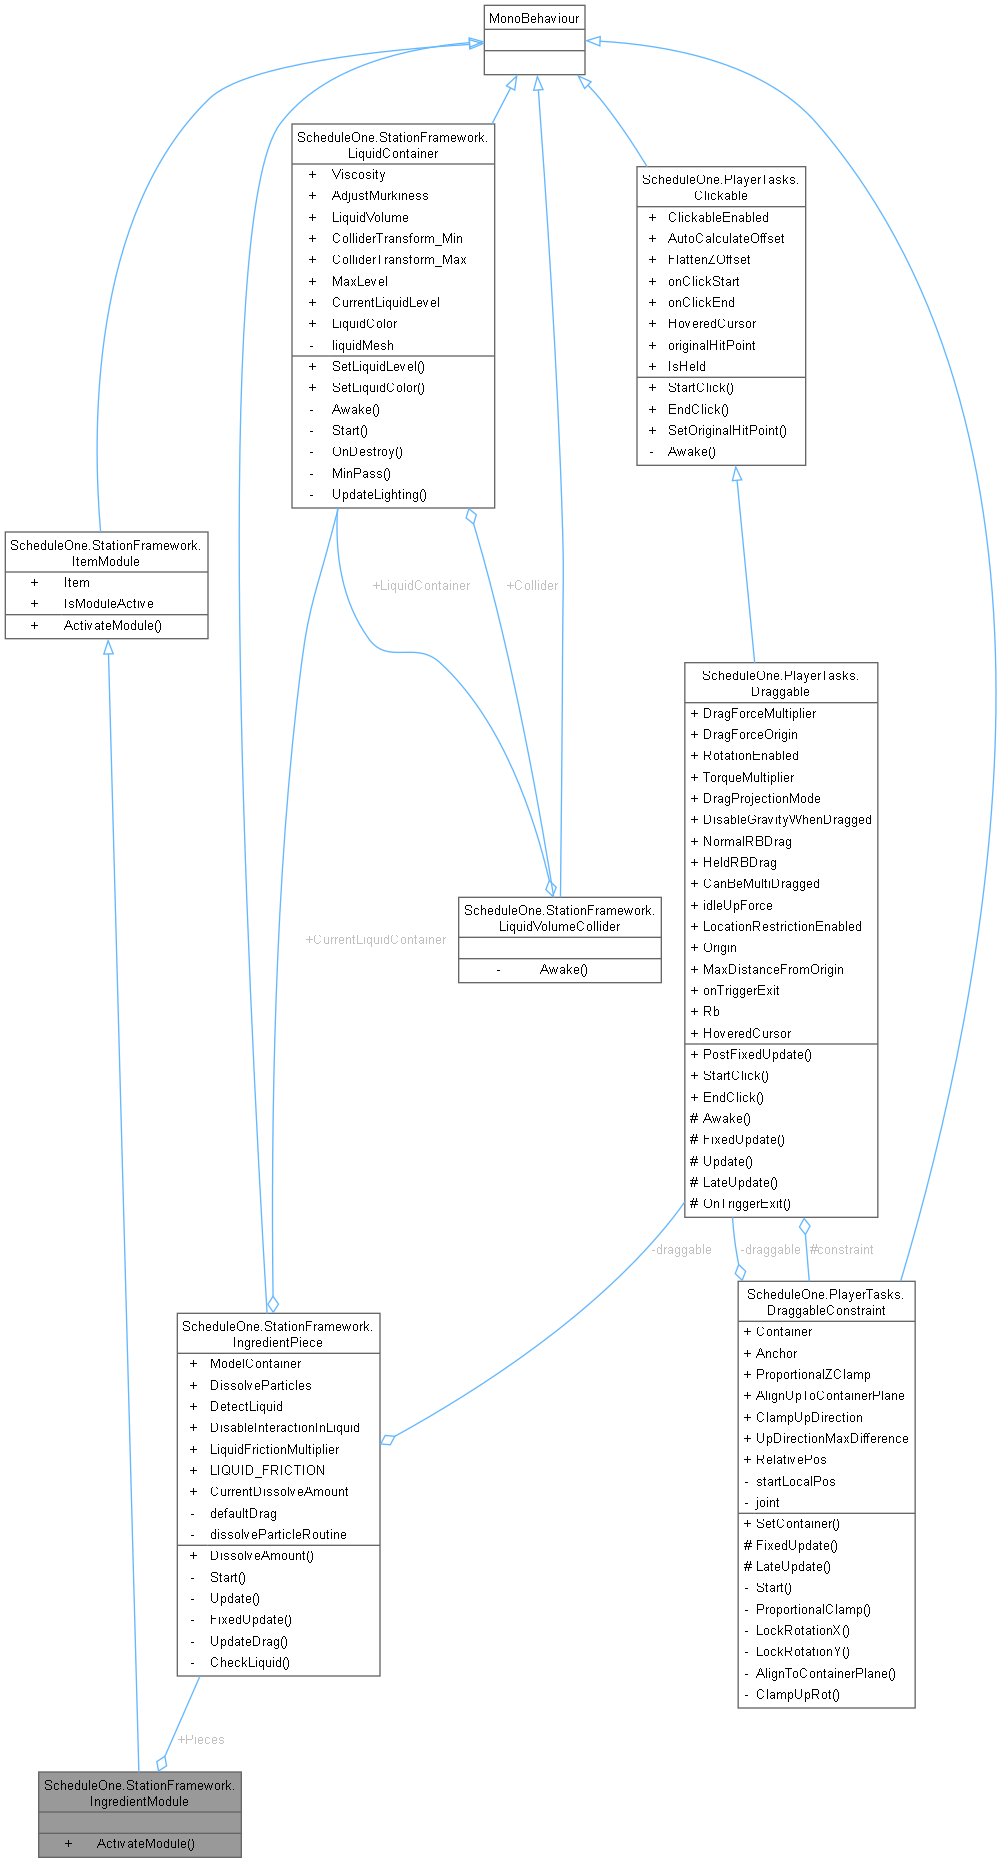 MonoBehaviour
ScheduleOne.StationFramework.
LiquidContainer
+ Viscosity
+ AdjustMurkiness
+ LiquidVolume
+ ColliderTransform_Min
+ ColliderTransform_Max
+ MaxLevel
+ CurrentLiquidLevel
+ LiquidColor
- liquidMesh
+ SetLiquidLevel()
+ SetLiquidColor()
- Awake()
- Start()
- OnDestroy()
- MinPass()
- UpdateLighting()
ScheduleOne.PlayerTasks.
Clickable
+ ClickableEnabled
+ AutoCalculateOffset
+ FlattenZOffset
+ onClickStart
+ onClickEnd
+ HoveredCursor
+ originalHitPoint
+ IsHeld
+ StartClick()
+ EndClick()
+ SetOriginalHitPoint()
- Awake()
ScheduleOne.StationFramework.
ItemModule
+ Item
+ IsModuleActive
+ ActivateModule()
+LiquidContainer
+Collider
ScheduleOne.PlayerTasks.
Draggable
+ DragForceMultiplier
+ DragForceOrigin
+ RotationEnabled
+ TorqueMultiplier
+ DragProjectionMode
+ DisableGravityWhenDragged
+ NormalRBDrag
+ HeldRBDrag
+ CanBeMultiDragged
+ idleUpForce
+ LocationRestrictionEnabled
+ Origin
+ MaxDistanceFromOrigin
+ onTriggerExit
+ Rb
+ HoveredCursor
+ PostFixedUpdate()
+ StartClick()
+ EndClick()
# Awake()
# FixedUpdate()
# Update()
# LateUpdate()
# OnTriggerExit()
ScheduleOne.StationFramework.
LiquidVolumeCollider
- Awake()
+CurrentLiquidContainer
-draggable
-draggable
#constraint
ScheduleOne.PlayerTasks.
DraggableConstraint
+ Container
+ Anchor
+ ProportionalZClamp
+ AlignUpToContainerPlane
+ ClampUpDirection
+ UpDirectionMaxDifference
+ RelativePos
- startLocalPos
- joint
+ SetContainer()
# FixedUpdate()
# LateUpdate()
- Start()
- ProportionalClamp()
- LockRotationX()
- LockRotationY()
- AlignToContainerPlane()
- ClampUpRot()
ScheduleOne.StationFramework.
IngredientPiece
+ ModelContainer
+ DissolveParticles
+ DetectLiquid
+ DisableInteractionInLiquid
+ LiquidFrictionMultiplier
+ LIQUID_FRICTION
+ CurrentDissolveAmount
- defaultDrag
- dissolveParticleRoutine
+ DissolveAmount()
- Start()
- Update()
- FixedUpdate()
- UpdateDrag()
- CheckLiquid()
+Pieces
ScheduleOne.StationFramework.
IngredientModule
+ ActivateModule()